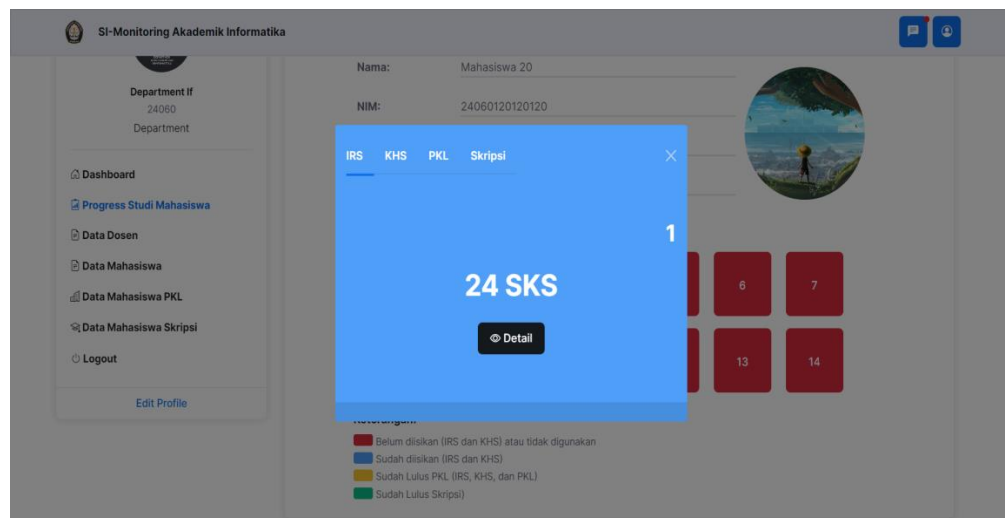 SI-Monitoring Akademik Informatika
Department If
24060
Department
Dashboard
Progress Studi Mahasiswa
Data Dosen
Data Mahasiswa
Data Mahasiswa PKL
Data Mahasiswa Skripsi
Logout
Edit Profile
Nama: Mahasiswa 20
NIM: 24060120120120
IRS KHS PKL Skripsi
1
24 SKS
Detail
6 7
13 14
Keterangan:
Belum diisikan (IRS dan KHS) atau tidak digunakan
Sudah diisikan (IRS dan KHS)
Sudah Lulus PKL (IRS, KHS, dan PKL)
Sudah Lulus Skripsi)